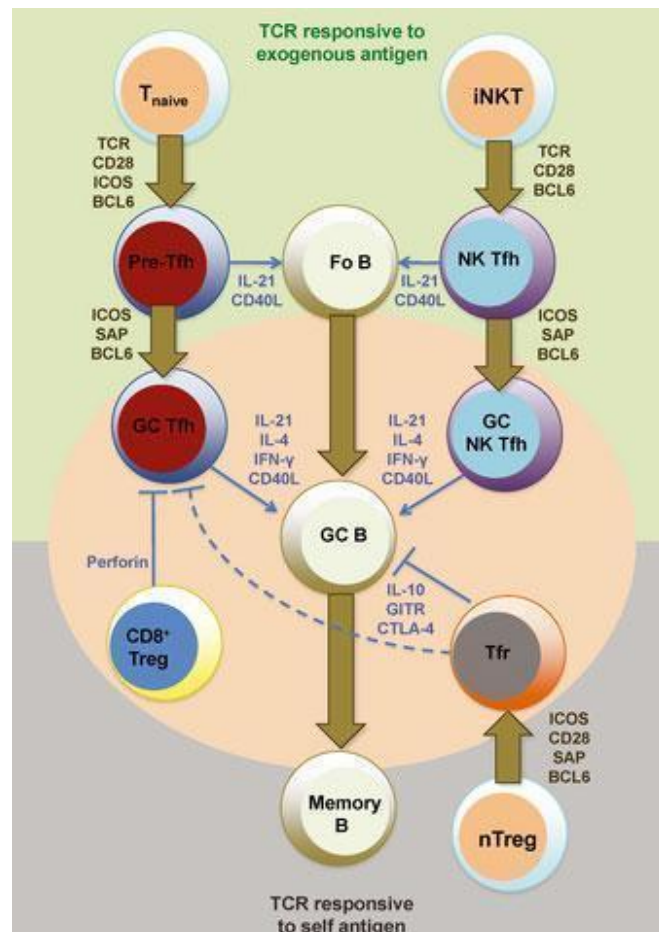 TCR responsive to
exogenous antigen
T naive
iNKT
TCR
CD28
ICOS
BCL6
TCR
CD28
BCL6
Pre-Tfh
Fo B
NK Tfh
IL-21
CD40L
IL-21
CD40L
ICOS
SAP
BCL6
ICOS
SAP
BCL6
GC Tfh
IL-21
IL-4
IFN-γ
CD40L
IL-21
IL-4
IFN-γ
CD40L
GC
NK Tfh
GC B
Perforin
IL-10
GITR
CTLA-4
CD8+
Treg
Tfr
ICOS
CD28
SAP
BCL6
Memory
B
nTreg
TCR responsive
to self antigen